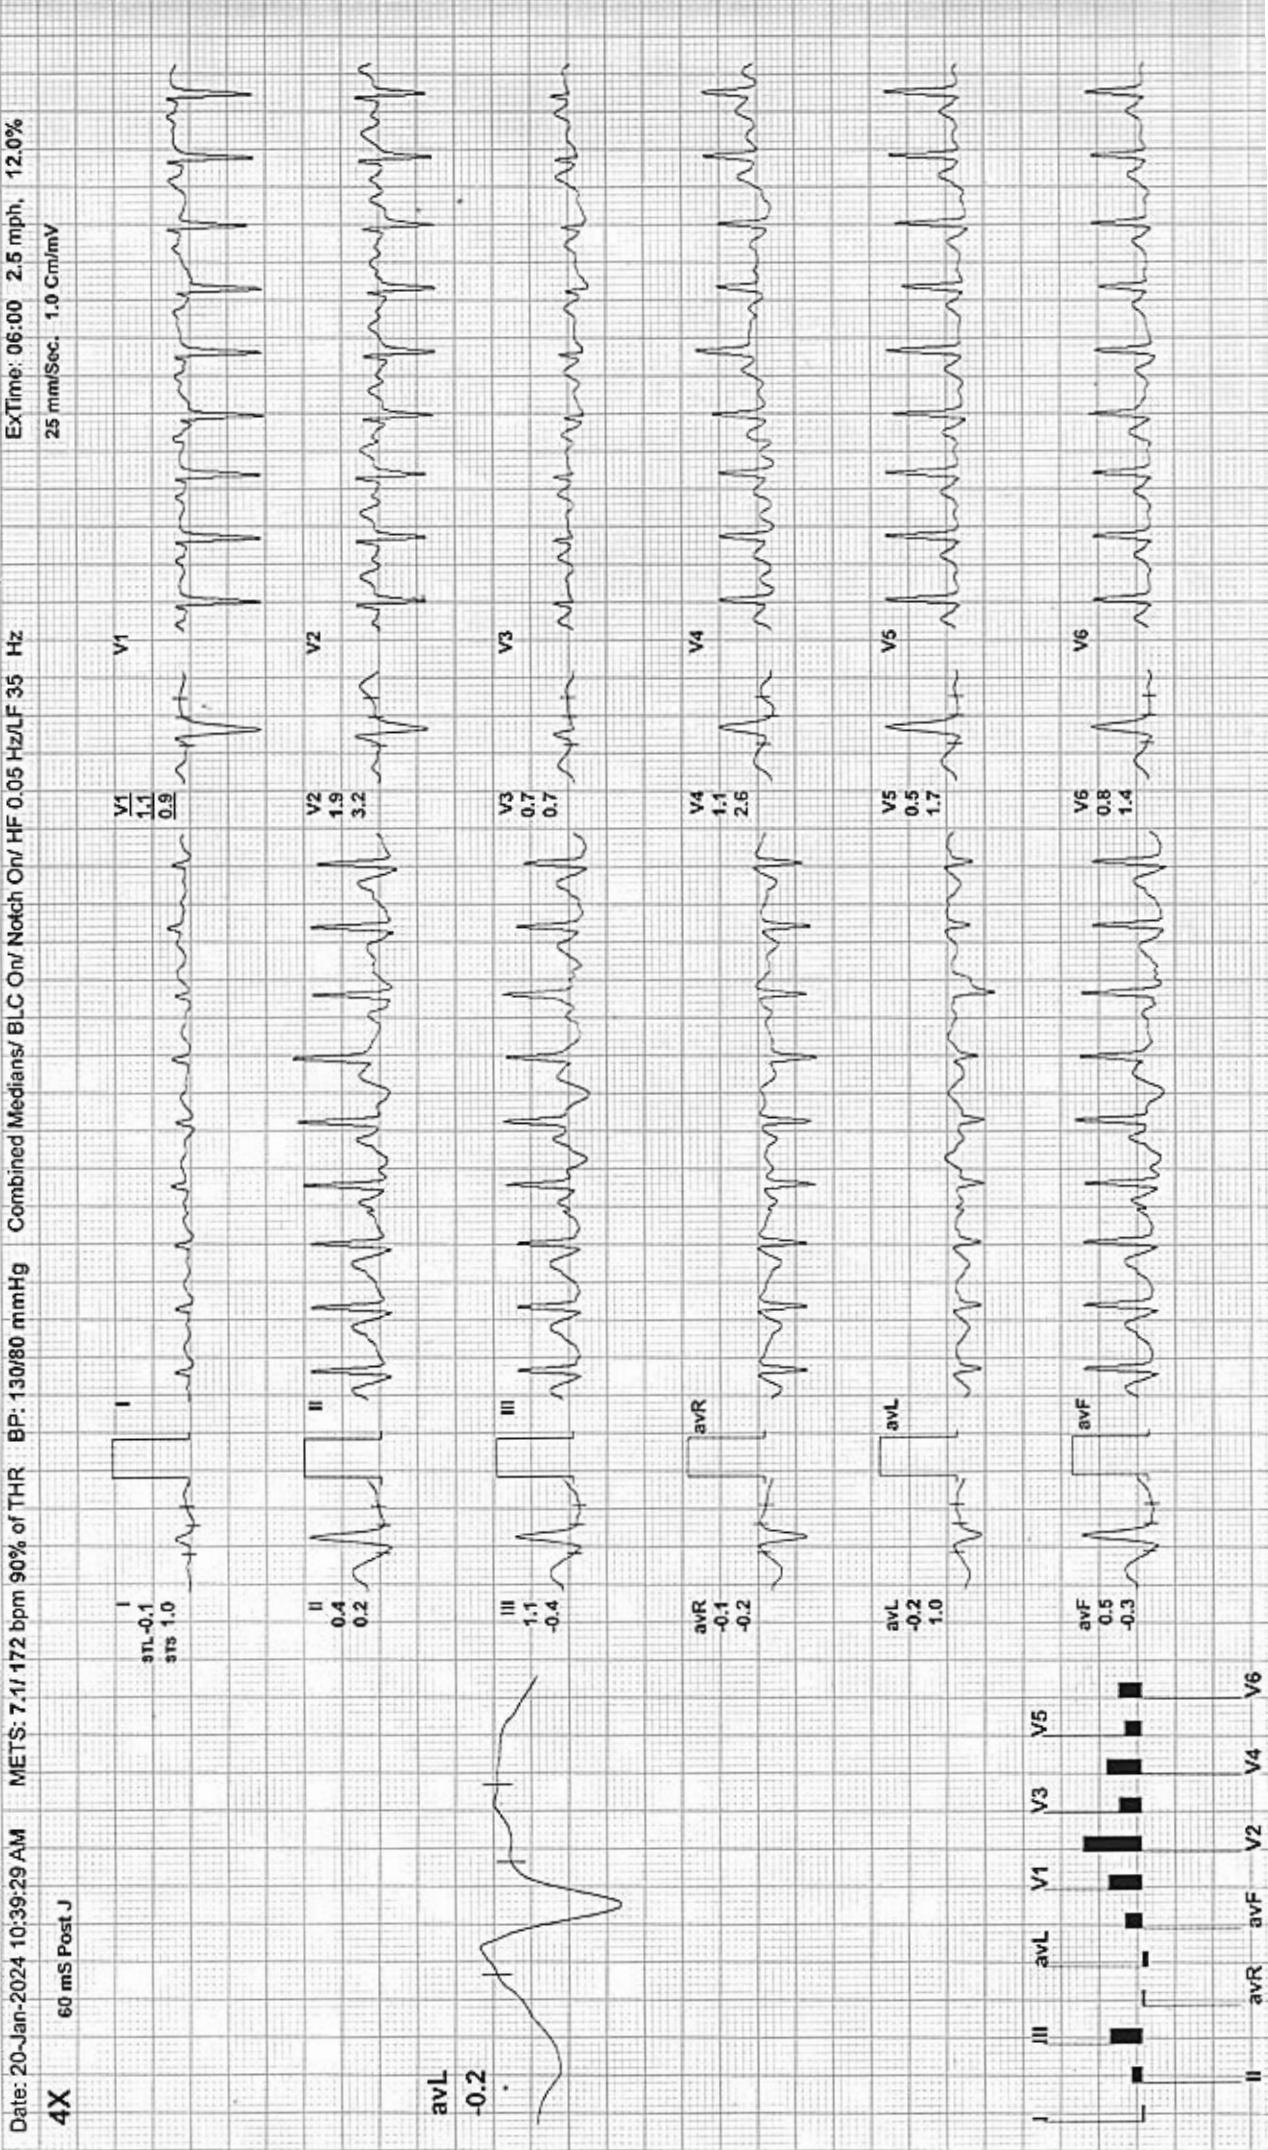 Date: 20-Jan-2024 10:39:29 AM METS: 7.1/ 172 bpm 90% of THR BP: 130/80 mmHg Combined Medians/ BLC On/ Notch On/ HF 0.05 Hz/LF 35 Hz ExTime: 06:00 2.5 mph, 12.0%
4X 60 mS Post J 25 mm/Sec. 1.0 Cm/mV
avL
-0.2
I
STL -0.1
STS 1.0
I
V1
1.1
0.9
V1
II
0.4
0.2
II
V2
1.9
3.2
V2
III
1.1
-0.4
III
V3
0.7
0.7
V3
avR
-0.1
-0.2
avR
V4
1.1
2.6
V4
avL
-0.2
1.0
avL
V5
0.5
1.7
V5
avF
0.5
-0.3
avF
V6
0.8
1.4
V6
I III avL V1 V3 V5
II avR avF V2 V4 V6